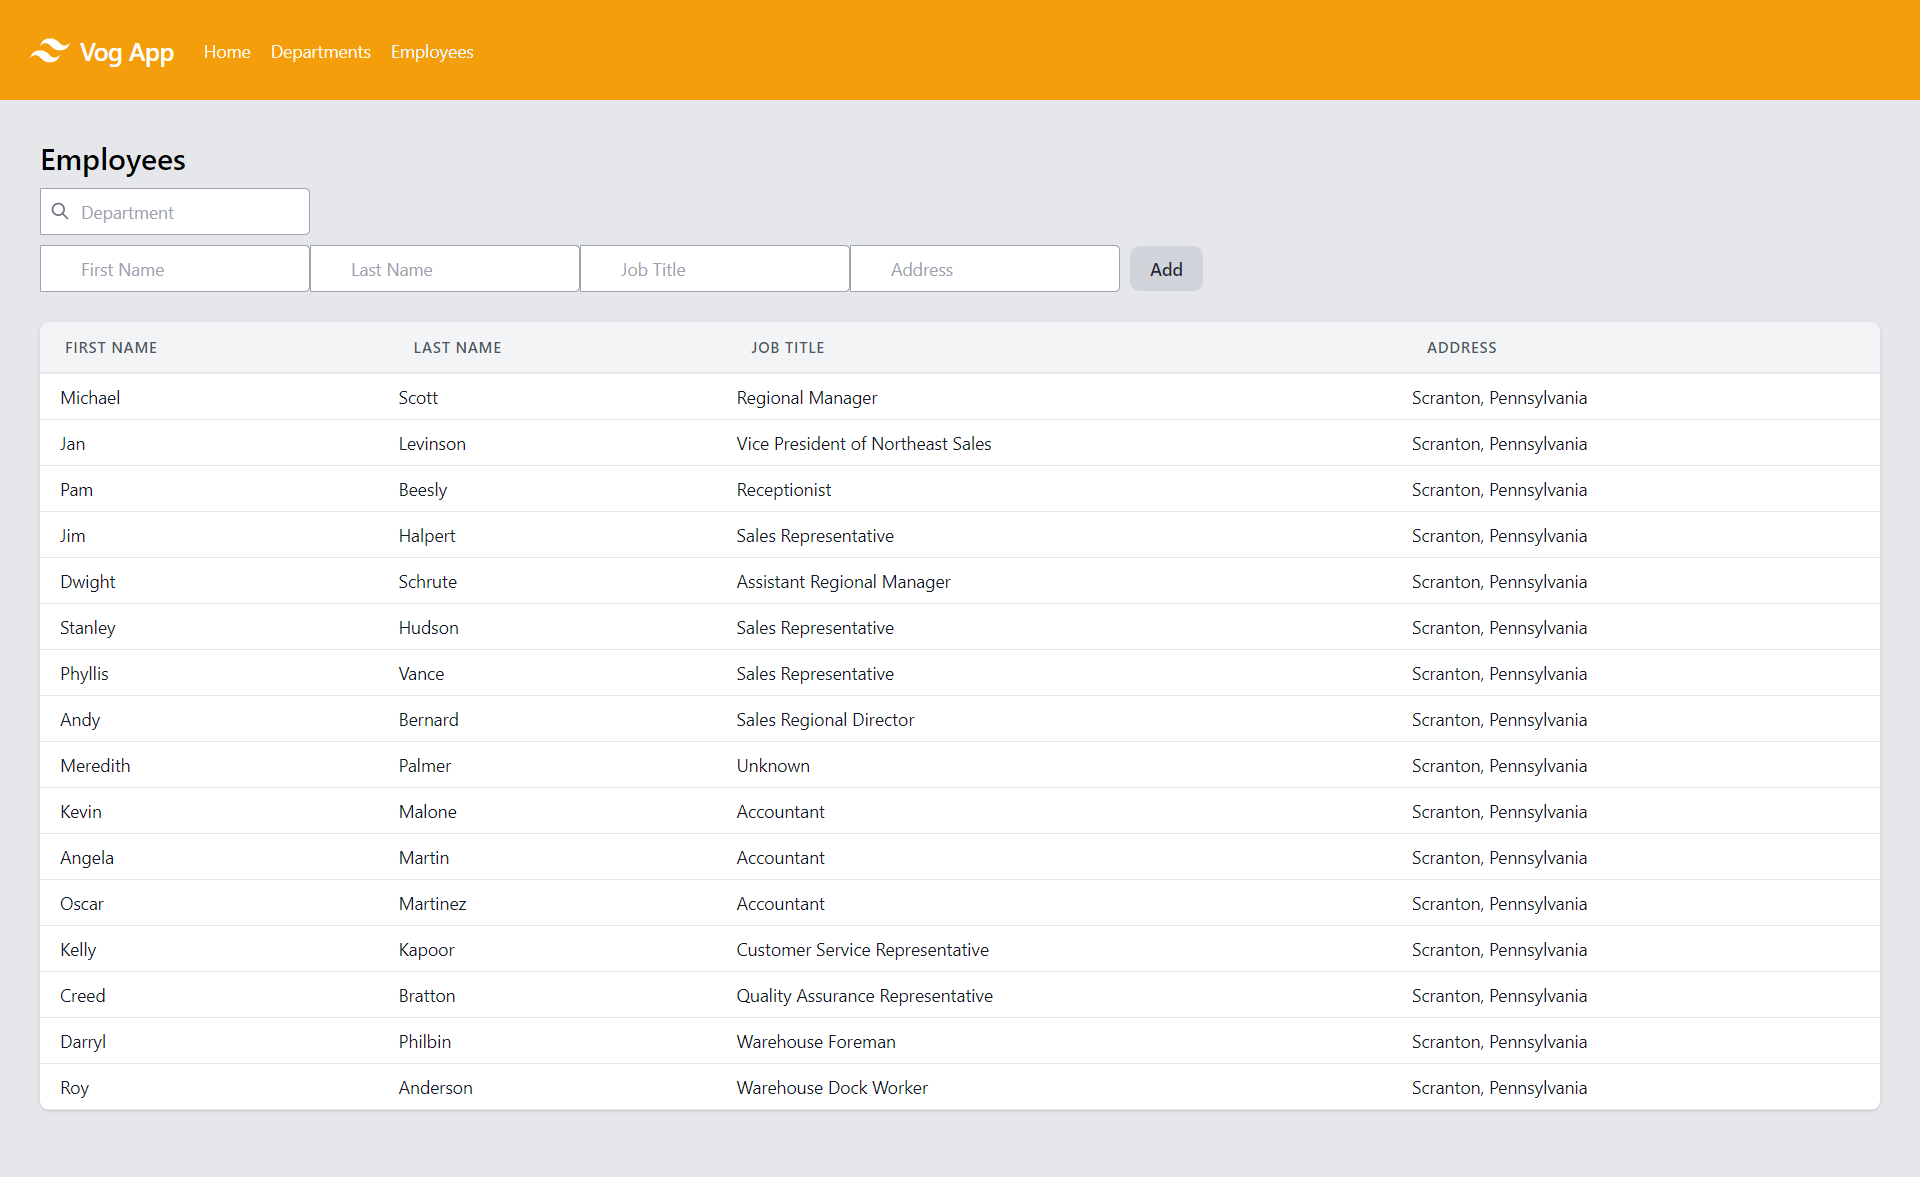 Vog App Home Departments Employees
Employees
Department
First Name Last Name Job Title Address Add
FIRST NAME LAST NAME JOB TITLE ADDRESS
Michael Scott Regional Manager Scranton, Pennsylvania
Jan Levinson Vice President of Northeast Sales Scranton, Pennsylvania
Pam Beesly Receptionist Scranton, Pennsylvania
Jim Halpert Sales Representative Scranton, Pennsylvania
Dwight Schrute Assistant Regional Manager Scranton, Pennsylvania
Stanley Hudson Sales Representative Scranton, Pennsylvania
Phyllis Vance Sales Representative Scranton, Pennsylvania
Andy Bernard Sales Regional Director Scranton, Pennsylvania
Meredith Palmer Unknown Scranton, Pennsylvania
Kevin Malone Accountant Scranton, Pennsylvania
Angela Martin Accountant Scranton, Pennsylvania
Oscar Martinez Accountant Scranton, Pennsylvania
Kelly Kapoor Customer Service Representative Scranton, Pennsylvania
Creed Bratton Quality Assurance Representative Scranton, Pennsylvania
Darryl Philbin Warehouse Foreman Scranton, Pennsylvania
Roy Anderson Warehouse Dock Worker Scranton, Pennsylvania